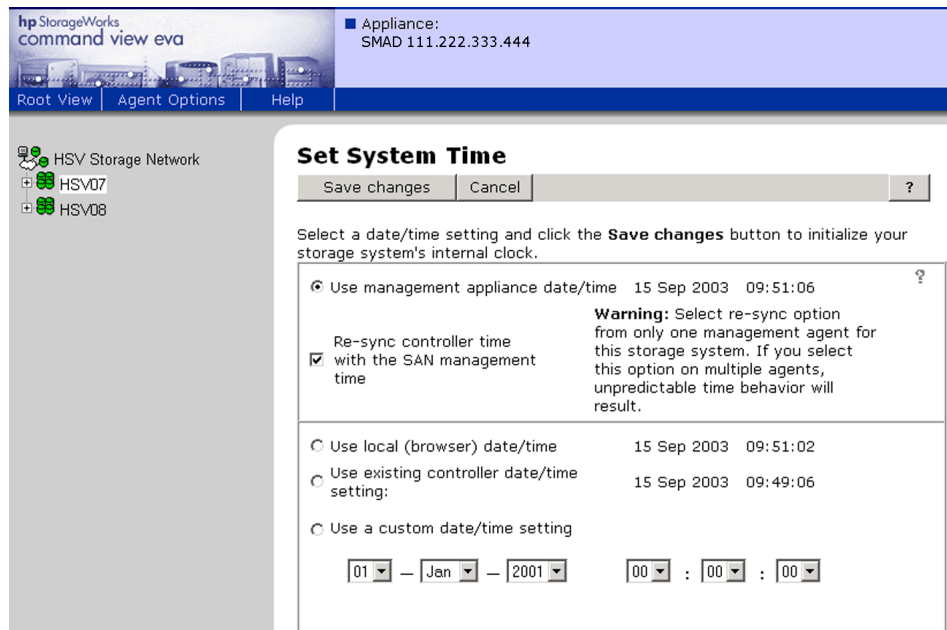 hp StorageWorks
command view eva
Appliance:
SMAD 111.222.333.444
Root View Agent Options Help
HSV Storage Network
HSV07
HSV08
Set System Time
Save changes Cancel ?
Select a date/time setting and click the Save changes button to initialize your
storage system's internal clock.
Use management appliance date/time 15 Sep 2003 09:51:06 ?
Re-sync controller time
with the SAN management
time
Warning: Select re-sync option
from only one management agent for
this storage system. If you select
this option on multiple agents,
unpredictable time behavior will
result.
Use local (browser) date/time 15 Sep 2003 09:51:02
Use existing controller date/time
setting: 15 Sep 2003 09:49:06
Use a custom date/time setting
01 – Jan – 2001 00 : 00 : 00